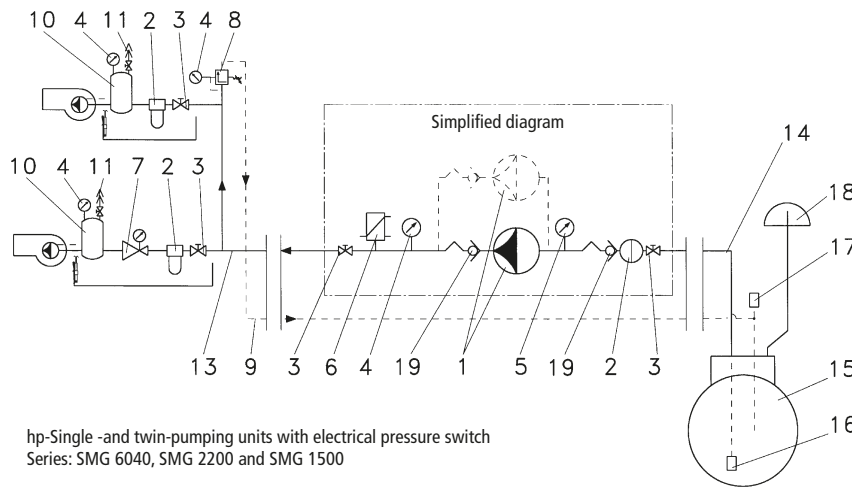 10 4 11 2 3 4 8
Simplified diagram
14
10 4 11 7 2 3
18
17
13 9 3 6 4 19 1 5 19 2 3
15
16
hp-Single -and twin-pumping units with electrical pressure switch
Series: SMG 6040, SMG 2200 and SMG 1500